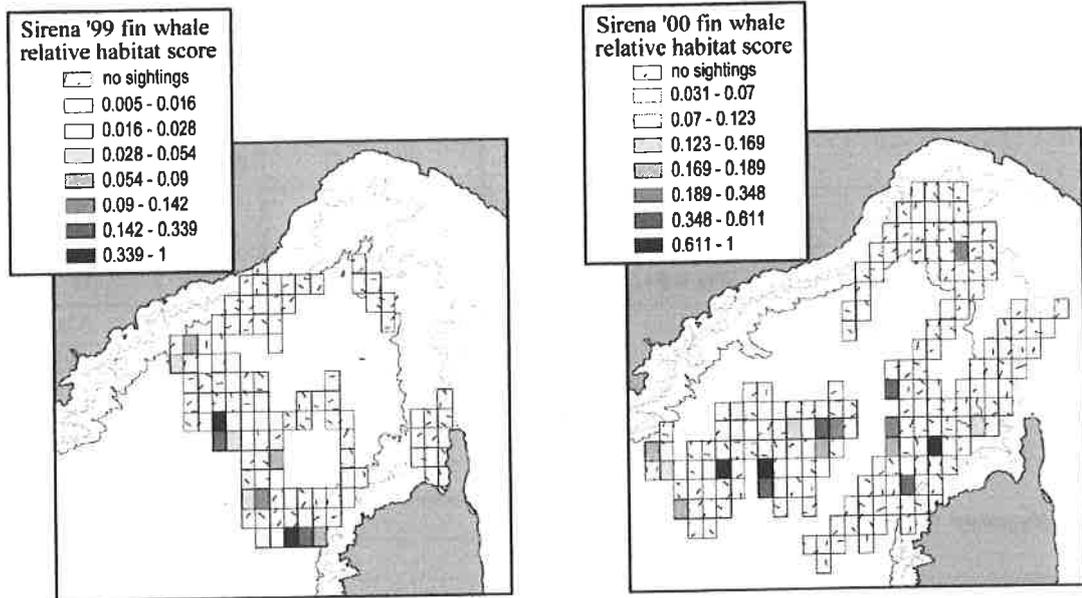 Sirena '99 fin whale
relative habitat score
no sightings
0.005 - 0.016
0.016 - 0.028
0.028 - 0.054
0.054 - 0.09
0.09 - 0.142
0.142 - 0.339
0.339 - 1
Sirena '00 fin whale
relative habitat score
no sightings
0.031 - 0.07
0.07 - 0.123
0.123 - 0.169
0.169 - 0.189
0.189 - 0.348
0.348 - 0.611
0.611 - 1